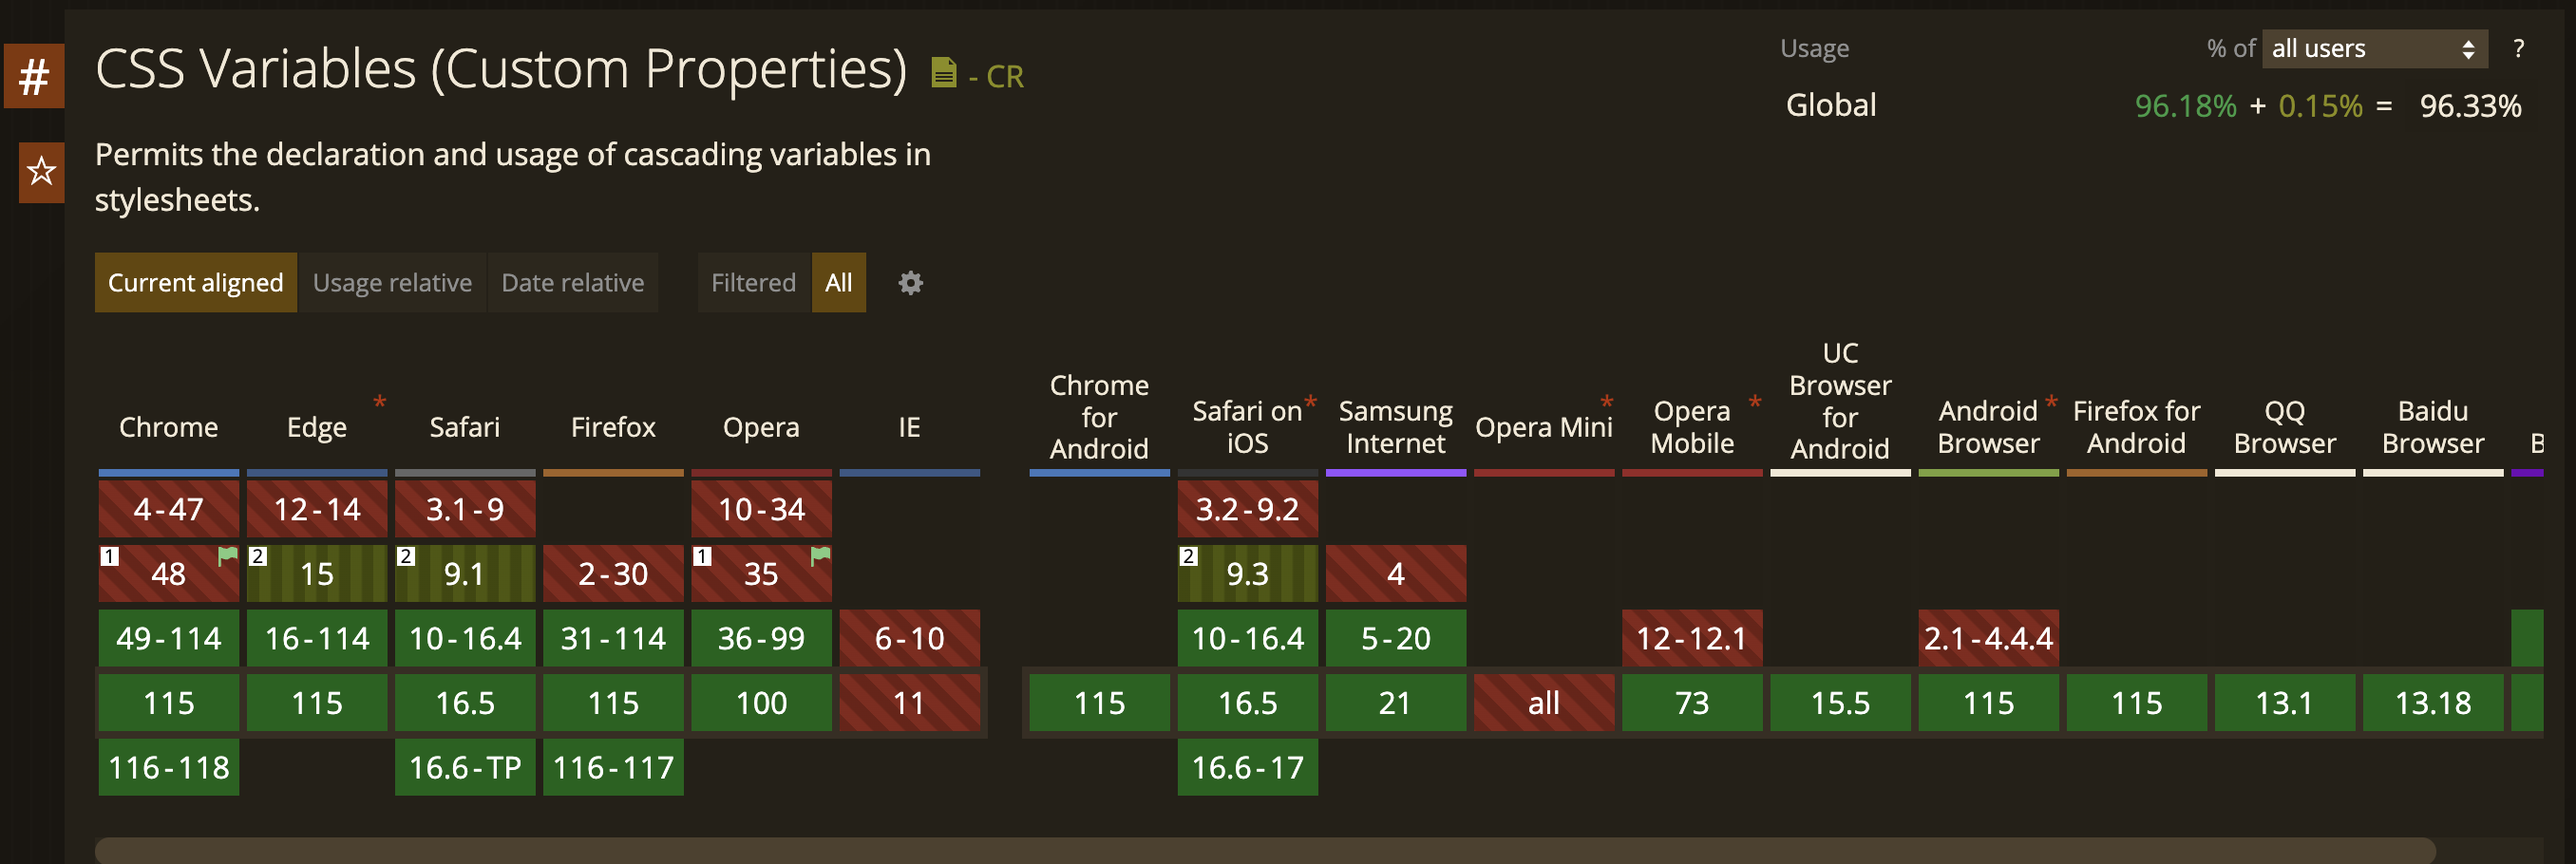 #
CSS Variables (Custom Properties) - CR
Usage % of all users ?
Global 96.18% + 0.15% = 96.33%
Permits the declaration and usage of cascading variables in
stylesheets.
Current aligned Usage relative Date relative Filtered All
Chrome Edge * Safari Firefox Opera IE
Chrome
for
Android
Safari on *
iOS
Samsung
Internet
Opera Mini *
Opera *
Mobile
UC
Browser
for
Android
Android *
Browser
Firefox for
Android
QQ
Browser
Baidu
Browser
B
4-47 12-14 3.1-9 10-34 3.2-9.2
1 48 2 15 2 9.1 2-30 1 35 2 9.3 4
49-114 16-114 10-16.4 31-114 36-99 6-10 10-16.4 5-20 12-12.1 2.1-4.4.4
115 115 16.5 115 100 11 115 16.5 21 all 73 15.5 115 115 13.1 13.18
116-118 16.6-TP 116-117 16.6-17